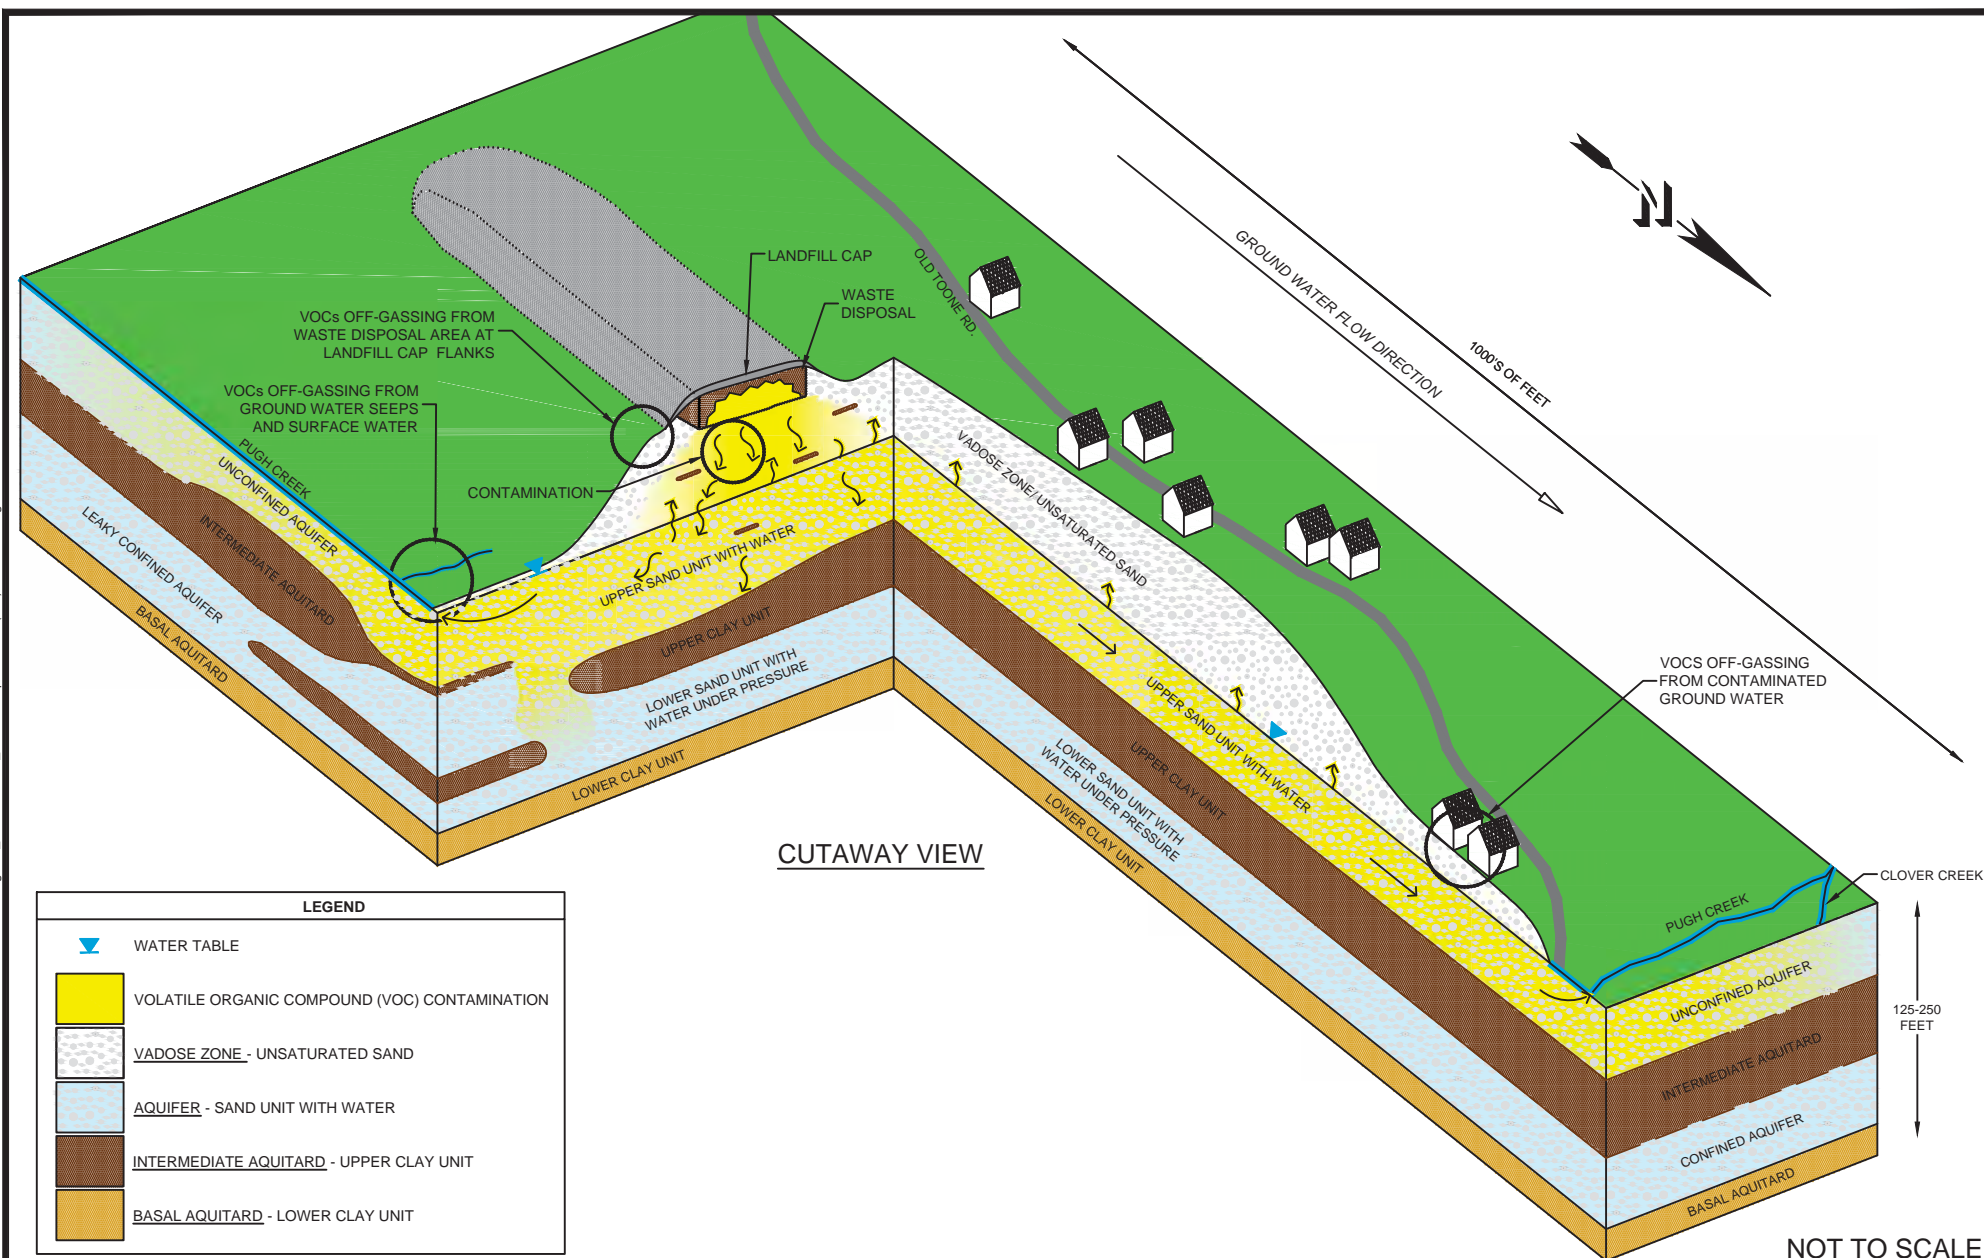 LANDFILL CAP
WASTE
DISPOSAL
VOCs OFF-GASSING FROM
WASTE DISPOSAL AREA AT
LANDFILL CAP FLANKS
VOCs OFF-GASSING FROM
GROUND WATER SEEPS
AND SURFACE WATER
CONTAMINATION
OLD TOONE RD.
GROUND WATER FLOW DIRECTION
1000'S OF FEET
N
PUGH CREEK
UNCONFINED AQUIFER
INTERMEDIATE AQUITARD
LEAKY CONFINED AQUIFER
BASAL AQUITARD
UPPER SAND UNIT WITH WATER
UPPER CLAY UNIT
LOWER SAND UNIT WITH
WATER UNDER PRESSURE
LOWER CLAY UNIT
VADOSE ZONE/UNSATURATED SAND
UPPER SAND UNIT WITH WATER
UPPER CLAY UNIT
LOWER SAND UNIT WITH
WATER UNDER PRESSURE
LOWER CLAY UNIT
VOCS OFF-GASSING
FROM CONTAMINATED
GROUND WATER
CLOVER CREEK
PUGH CREEK
UNCONFINED AQUIFER
INTERMEDIATE AQUITARD
CONFINED AQUIFER
BASAL AQUITARD
125-250
FEET
CUTAWAY VIEW
LEGEND
WATER TABLE
VOLATILE ORGANIC COMPOUND (VOC) CONTAMINATION
VADOSE ZONE - UNSATURATED SAND
AQUIFER - SAND UNIT WITH WATER
INTERMEDIATE AQUITARD - UPPER CLAY UNIT
BASAL AQUITARD - LOWER CLAY UNIT
NOT TO SCALE